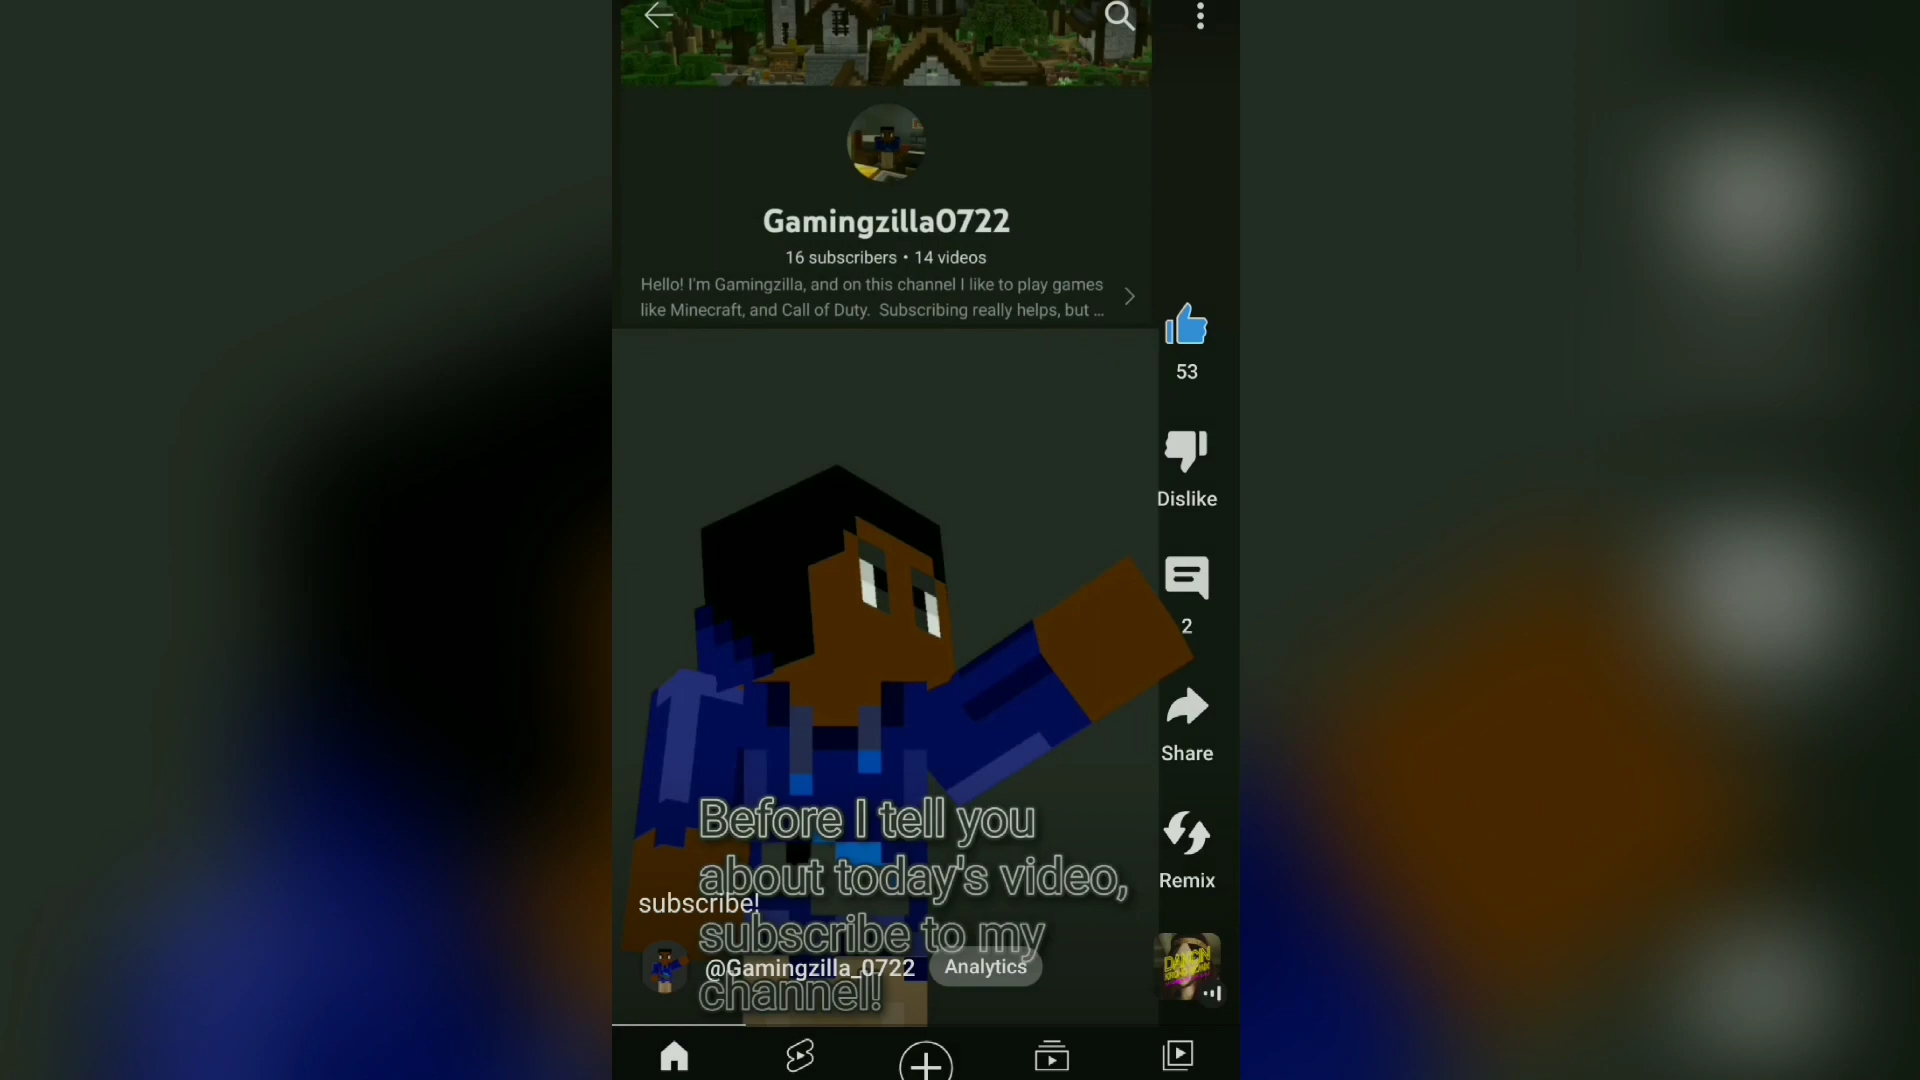 Gamingzilla0722
16 subscribers • 14 videos
Hello! I'm Gamingzilla, and on this channel I like to play games
like Minecraft, and Call of Duty. Subscribing really helps, but ...
53
Dislike
2
Share
Remix
Before I tell you
about today's video,
subscribe to my
channel!
subscribe!
@Gamingzilla_0722
Analytics